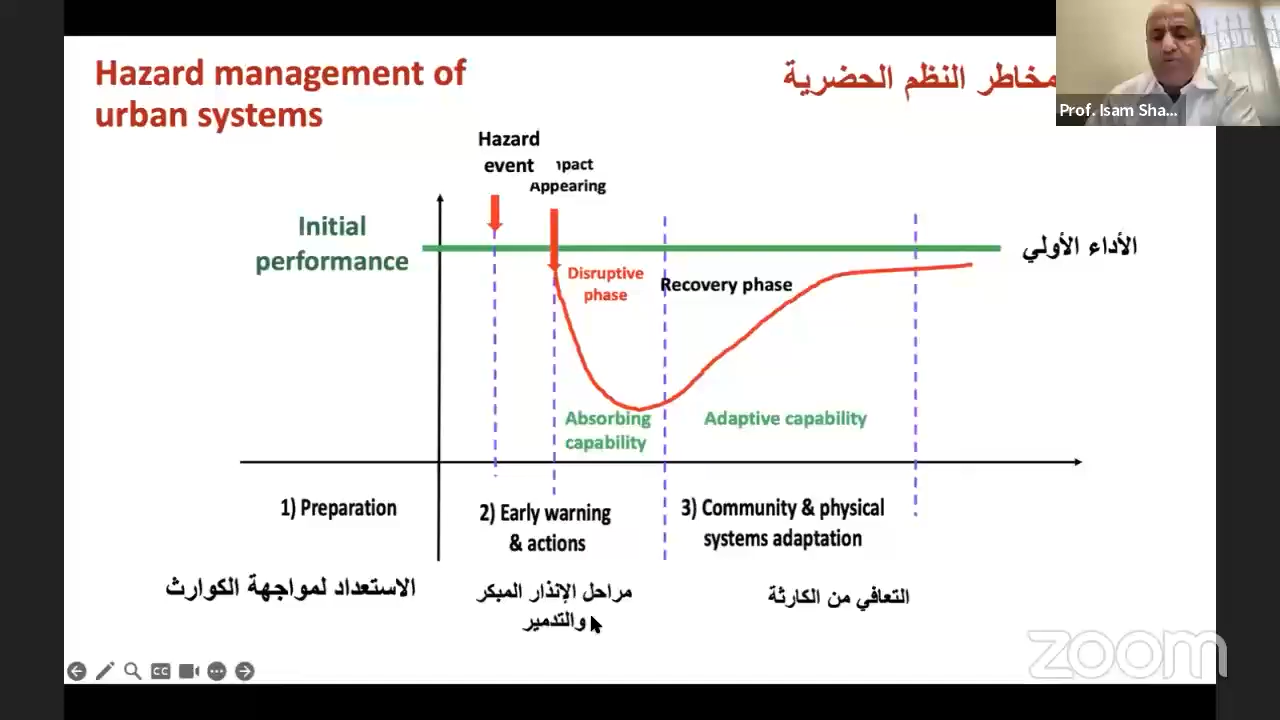 Hazard management of
urban systems
مخاطر النظم الحضرية
Prof. Isam Sha...
Hazard
event
Appearing
Initial
performance
الأداء الأولي
Disruptive
phase
Recovery phase
Absorbing
capability
Adaptive capability
1) Preparation
2) Early warning
& actions
3) Community & physical
systems adaptation
الاستعداد لمواجهة الكوارث
مراحل الإنذار المبكر
والتدمير
التعافي من الكارثة
CC
zoom